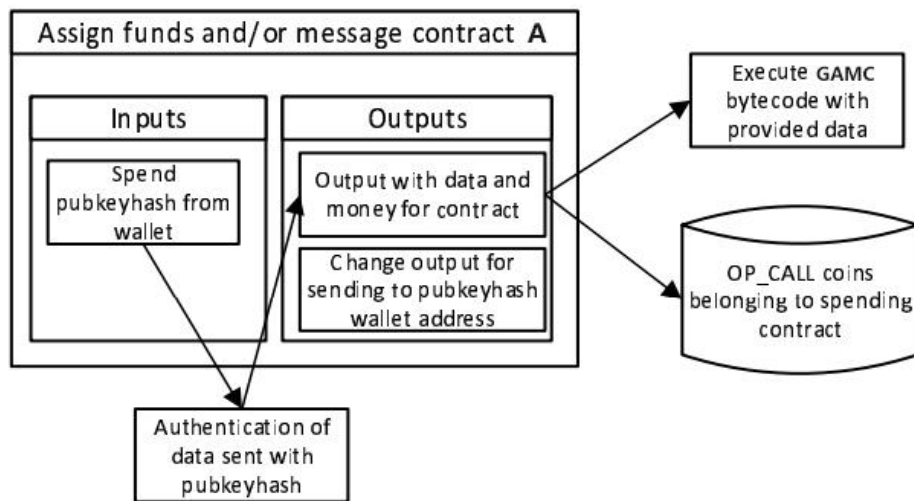 Assign funds and/or message contract A
Inputs
Spend
pubkeyhash from
wallet
Outputs
Output with data and
money for contract
Change output for
sending to pubkeyhash
wallet address
Authentication of
data sent with
pubkeyhash
Execute GAMC
bytecode with
provided data
OP_CALL coins
belonging to spending
contract